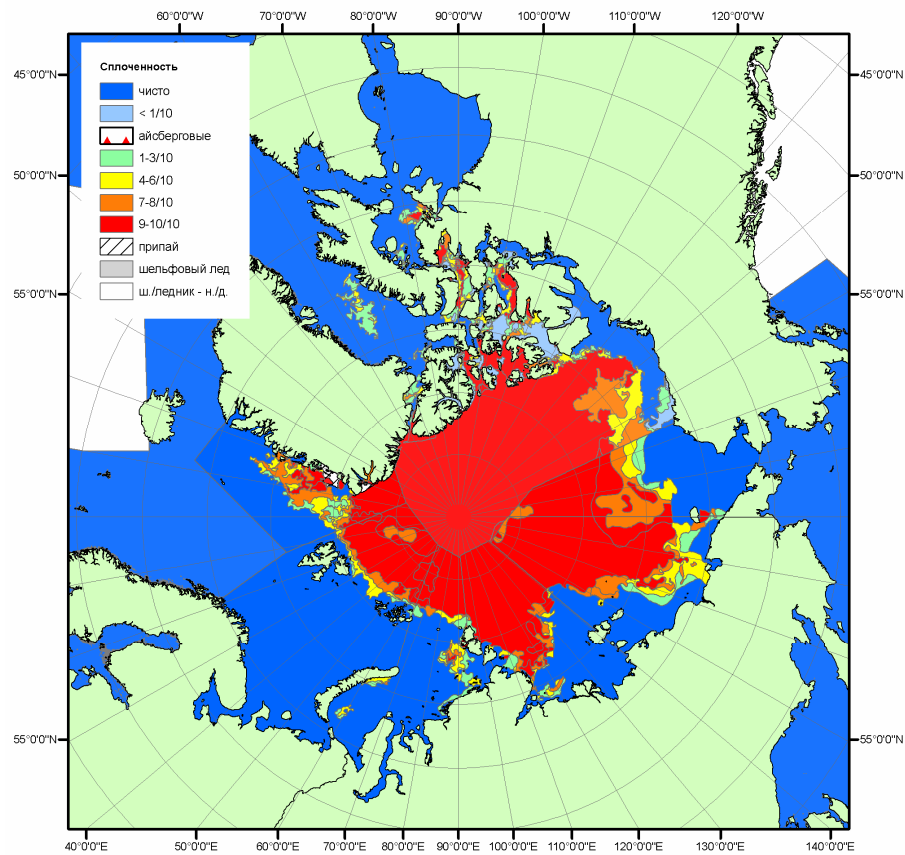 60°0'0"W 70°0'0"W 80°0'0"W 90°0'0"W 100°0'0"W 110°0'0"W 120°0'0"W
45°0'0"N 45°0'0"N
Сплоченность
чисто
< 1/10
айсберговые
1-3/10
50°0'0"N 50°0'0"N
4-6/10
7-8/10
9-10/10
припай
шельфовый лед
ш./ледник - н./д.
55°0'0"N 55°0'0"N
55°0'0"N 55°0'0"N
40°0'0"E 50°0'0"E 60°0'0"E 70°0'0"E 80°0'0"E 90°0'0"E 100°0'0"E 110°0'0"E 120°0'0"E 130°0'0"E 140°0'0"E